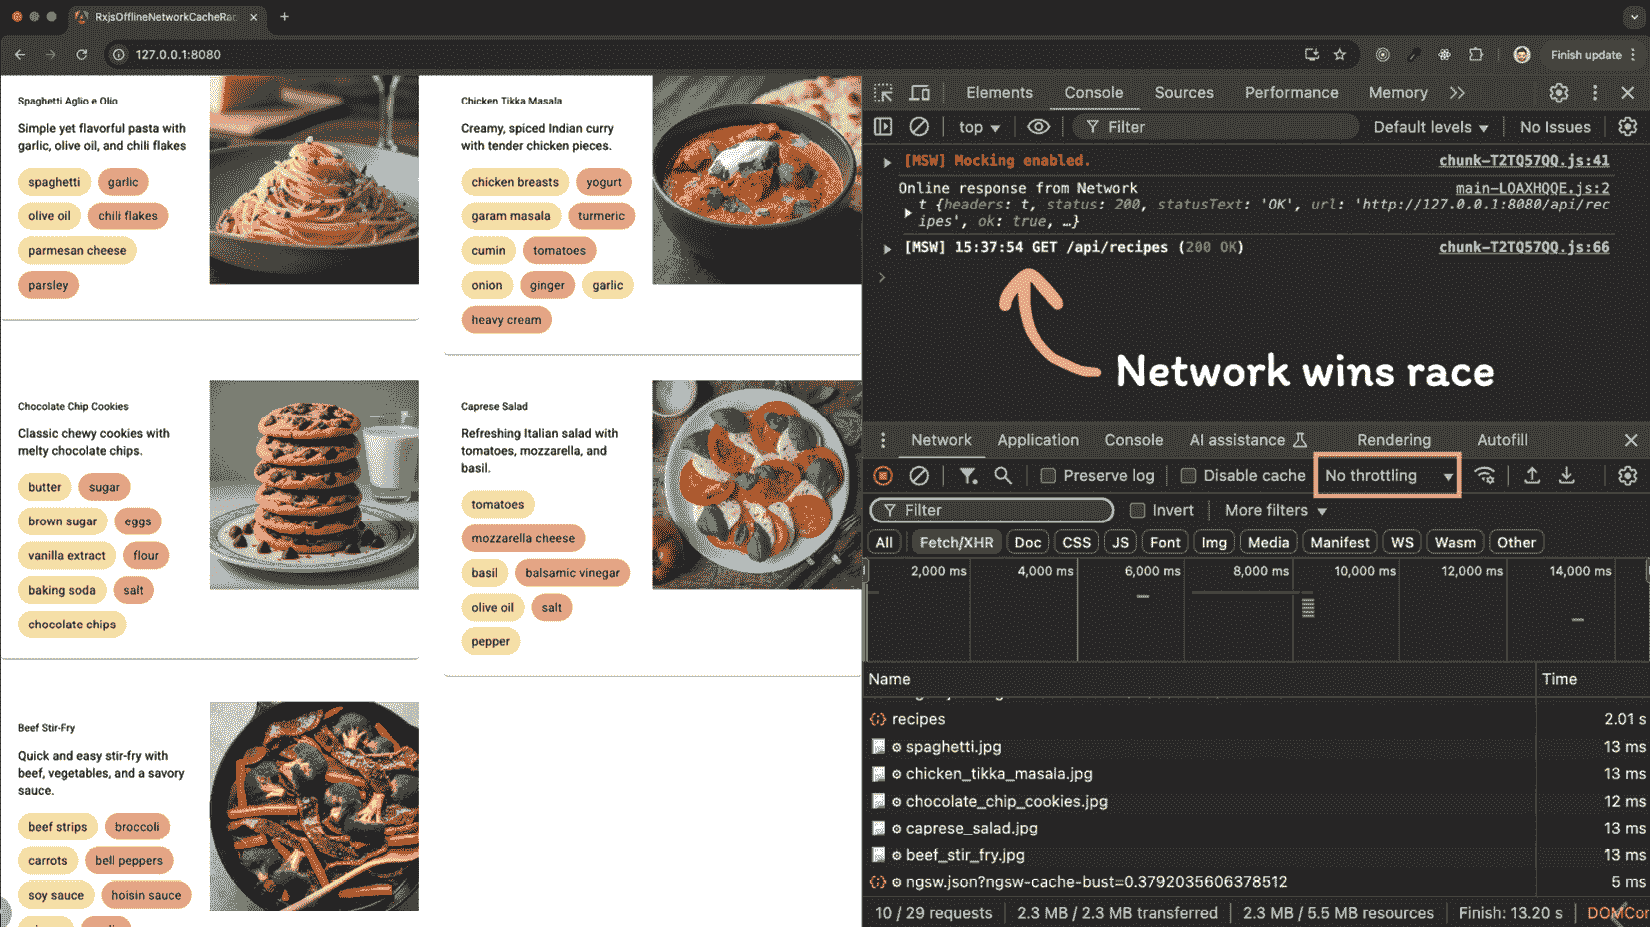 RxjsOfflineNetworkCacheRac
127.0.0.1:8080
Finish update
Spaghetti Aglio e Olio
Simple yet flavorful pasta with
garlic, olive oil, and chili flakes
spaghetti garlic
olive oil chili flakes
parmesan cheese
parsley
Chicken Tikka Masala
Creamy, spiced Indian curry
with tender chicken pieces.
chicken breasts yogurt
garam masala turmeric
cumin tomatoes
onion ginger garlic
heavy cream
Chocolate Chip Cookies
Classic chewy cookies with
melty chocolate chips.
butter sugar
brown sugar eggs
vanilla extract flour
baking soda salt
chocolate chips
Caprese Salad
Refreshing Italian salad with
tomatoes, mozzarella, and
basil.
tomatoes
mozzarella cheese
basil balsamic vinegar
olive oil salt
pepper
Beef Stir-Fry
Quick and easy stir-fry with
beef, vegetables, and a savory
sauce.
beef strips broccoli
carrots bell peppers
soy sauce hoisin sauce
Elements Console Sources Performance Memory
top Filter Default levels No Issues
[MSW] Mocking enabled. chunk-T2TQ57QQ.js:41
Online response from Network main-LOAXHQQE.js:2
t {headers: t, status: 200, statusText: 'OK', url: 'http://127.0.0.1:8080/api/rec
ipes', ok: true, …}
[MSW] 15:37:54 GET /api/recipes (200 OK) chunk-T2TQ57QQ.js:66
Network wins race
Network Application Console AI assistance Rendering Autofill
Preserve log Disable cache No throttling
Filter Invert More filters
All Fetch/XHR Doc CSS JS Font Img Media Manifest WS Wasm Other
2,000 ms 4,000 ms 6,000 ms 8,000 ms 10,000 ms 12,000 ms 14,000 ms
Name Time
recipes 2.01 s
spaghetti.jpg 13 ms
chicken_tikka_masala.jpg 13 ms
chocolate_chip_cookies.jpg 12 ms
caprese_salad.jpg 13 ms
beef_stir_fry.jpg 13 ms
ngsw.json?ngsw-cache-bust=0.3792035606378512 5 ms
10 / 29 requests 2.3 MB / 2.3 MB transferred 2.3 MB / 5.5 MB resources Finish: 13.20 s DOMCor